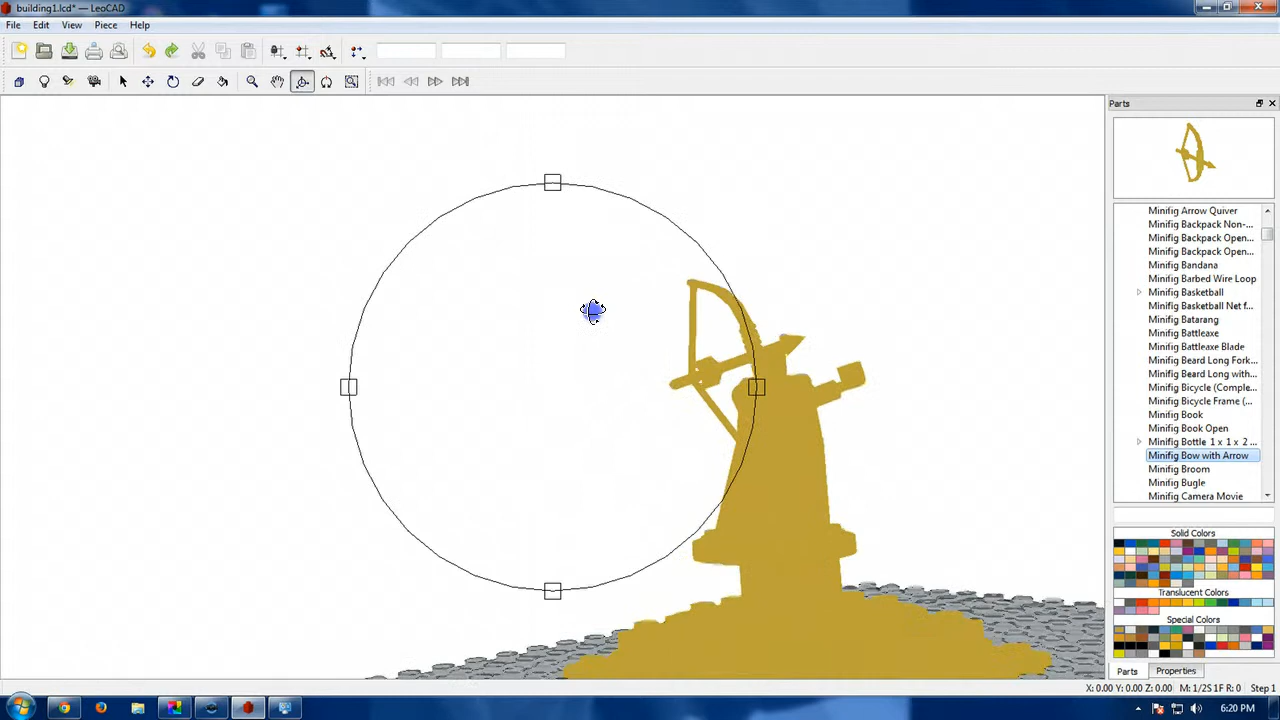 building1.lcd* — LeoCAD
File Edit View Piece Help
Parts
Minifig Arrow Quiver
Minifig Backpack Non-...
Minifig Backpack Open...
Minifig Backpack Open...
Minifig Bandana
Minifig Barbed Wire Loop
Minifig Basketball
Minifig Basketball Net f...
Minifig Batarang
Minifig Battleaxe
Minifig Battleaxe Blade
Minifig Beard Long Fork...
Minifig Beard Long with...
Minifig Bicycle (Comple...
Minifig Bicycle Frame (...
Minifig Book
Minifig Book Open
Minifig Bottle 1 x 1 x 2 ...
Minifig Bow with Arrow
Minifig Broom
Minifig Bugle
Minifig Camera Movie
Solid Colors
Translucent Colors
Special Colors
Parts Properties
X: 0.00 Y: 0.00 Z: 0.00 M: 1/2S 1F R: 0 Step 1
6:20 PM